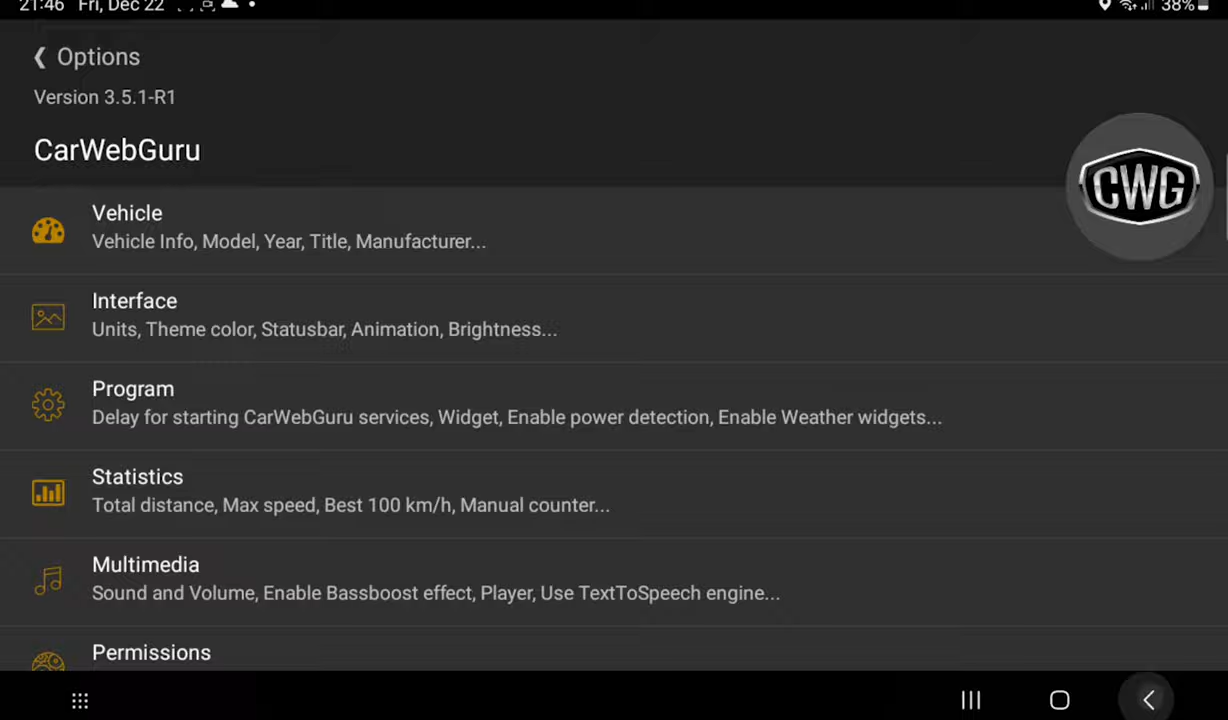 21:46 Fri, Dec 22 38%
Options
Version 3.5.1-R1
CarWebGuru
CWG
Vehicle
Vehicle Info, Model, Year, Title, Manufacturer...
Interface
Units, Theme color, Statusbar, Animation, Brightness...
Program
Delay for starting CarWebGuru services, Widget, Enable power detection, Enable Weather widgets...
Statistics
Total distance, Max speed, Best 100 km/h, Manual counter...
Multimedia
Sound and Volume, Enable Bassboost effect, Player, Use TextToSpeech engine...
Permissions